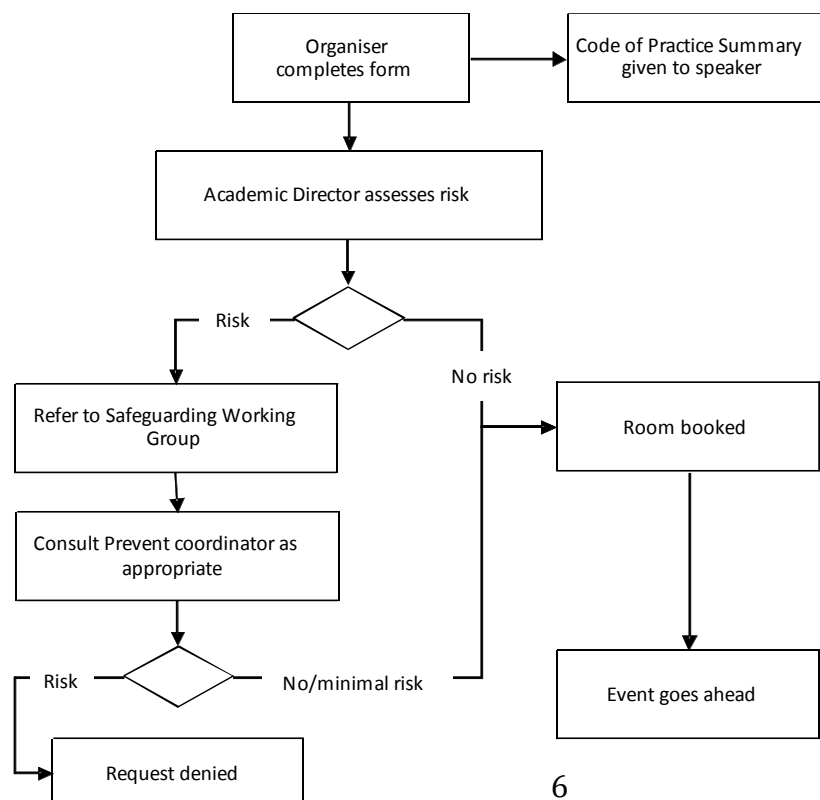 Organiser
completes form
Code of Practice Summary
given to speaker
Academic Director assesses risk
Risk
No risk
Refer to Safeguarding Working
Group
Room booked
Consult Prevent coordinator as
appropriate
Risk
No/minimal risk
Event goes ahead
Request denied
6